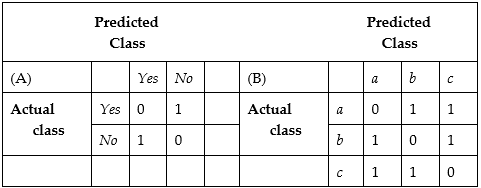 Predicted Predicted
Class Class
(A) Yes No (B) a b c
Actual Yes 0 1 Actual a 0 1 1
class No 1 0 class b 1 0 1
c 1 1 0